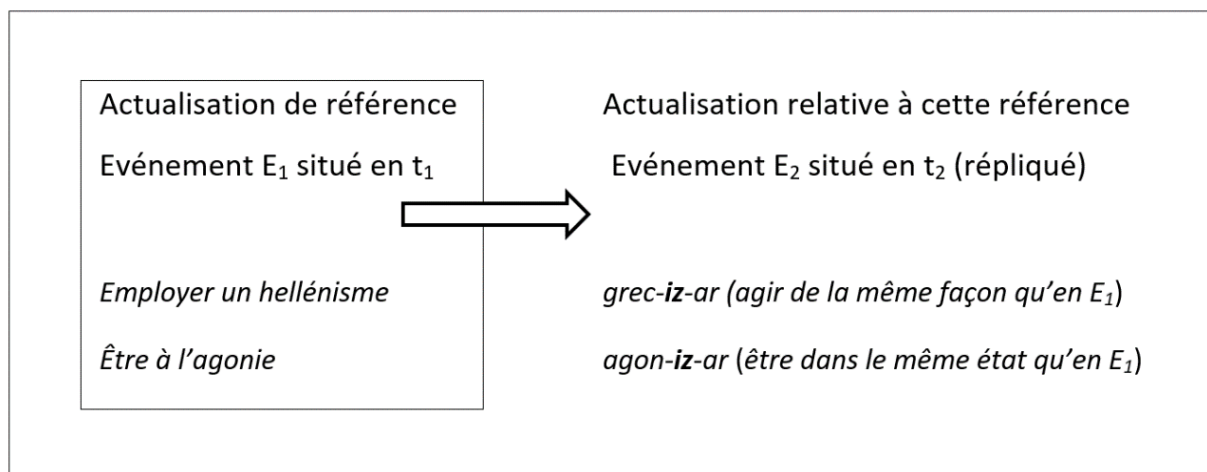 Actualisation de référence
Evénement E₁ situé en t₁
Employer un hellénisme
Être à l’agonie
Actualisation relative à cette référence
Evénement E₂ situé en t₂ (répliqué)
grec-iz-ar (agir de la même façon qu’en E₁)
agon-iz-ar (être dans le même état qu’en E₁)